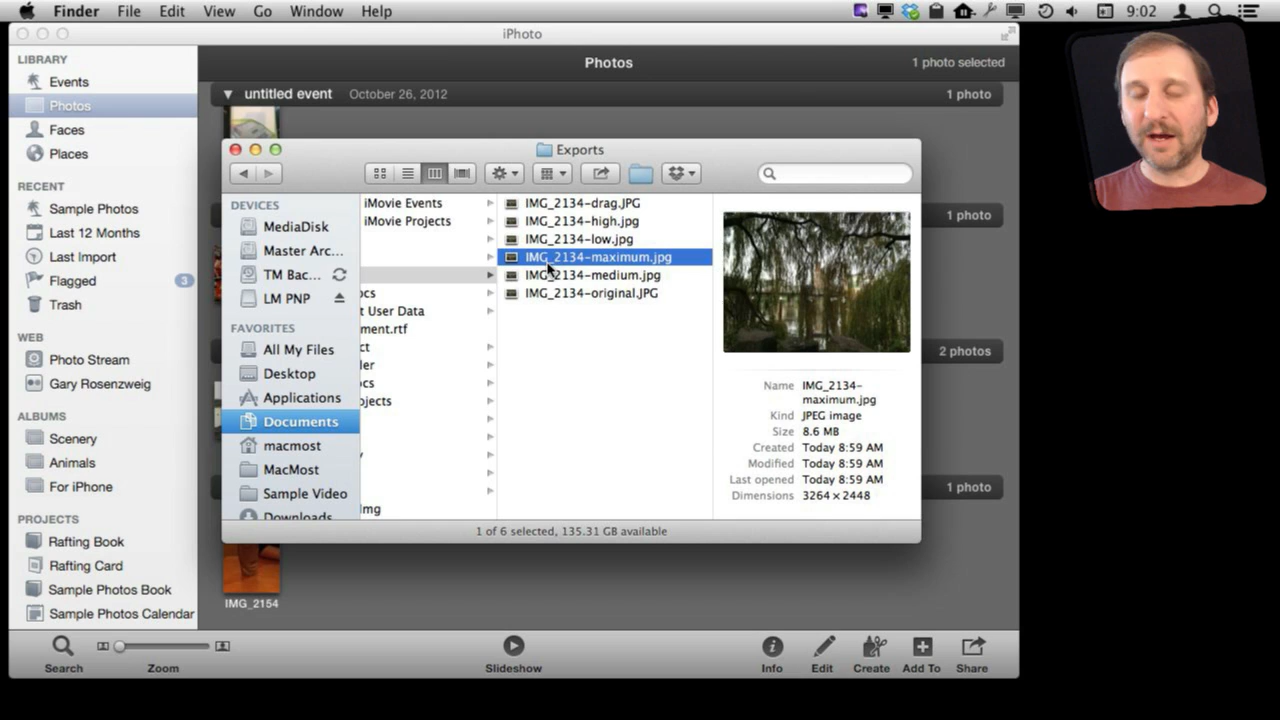 Finder File Edit View Go Window Help 9:02
iPhoto
LIBRARY
Events
Photos
Faces
Places
RECENT
Sample Photos
Last 12 Months
Last Import
Flagged 3
Trash
WEB
Photo Stream
Gary Rosenzweig
ALBUMS
Scenery
Animals
For iPhone
PROJECTS
Rafting Book
Rafting Card
Sample Photos Book
Sample Photos Calendar
Photos 1 photo selected
untitled event October 26, 2012 1 photo
1 photo
2 photos
1 photo
Exports
DEVICES
MediaDisk
Master Arc...
TM Bac...
LM PNP
FAVORITES
All My Files
Desktop
Applications
Documents
macmost
MacMost
Sample Video
Downloads
iMovie Events
iMovie Projects
ocs
t User Data
ment.rtf
ct
der
ocs
ojects
Img
IMG_2134-drag.JPG
IMG_2134-high.jpg
IMG_2134-low.jpg
IMG_2134-maximum.jpg
IMG_2134-medium.jpg
IMG_2134-original.JPG
Name IMG_2134-
maximum.jpg
Kind JPEG image
Size 8.6 MB
Created Today 8:59 AM
Modified Today 8:59 AM
Last opened Today 8:59 AM
Dimensions 3264 × 2448
1 of 6 selected, 135.31 GB available
IMG_2154
Search Zoom Slideshow Info Edit Create Add To Share